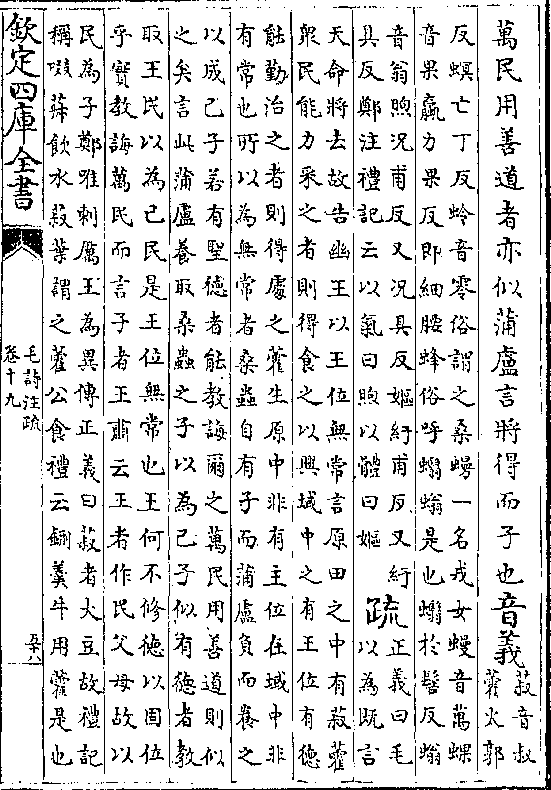 萬民用善道者亦似蒲盧言將得而子也音義菽音叔藿火郭
反螟亡丁反蛉音零俗謂之桑蟃一名戎女蟃音萬蜾
音果蠃力果反即細腰蜂俗呼蠮螉是也蠮於髻反螉
音翁煦況甫反又況具反嫗紆甫反又紆
具反鄭注禮記云以氣曰煦以體曰嫗疏正義曰毛以為既言
天命將去故告幽王以王位無常言原田之中有菽藿
衆民能力采之者則得食之以興域中之有王位有德
能勤治之者則得處之藿生原中非有主位在域中非
有常也所以為無常者桑蟲自有子而蒲盧負而養之
以成己子若有聖德者能教誨爾之萬民用善道則似
之矣言此蒲盧養取桑蟲之子以為己子似有德者教
取王民以為己民是王位無常也王何不修德以固位
乎實教誨萬民而言子者王肅云王者作民父母故以
民為子鄭唯刺厲王為異傳正義曰菽者大豆故禮記
稱啜菽飲水菽葉謂之藿公食禮云鉶羹牛用藿是也
欽定四庫全書
毛詩注疏
卷十九